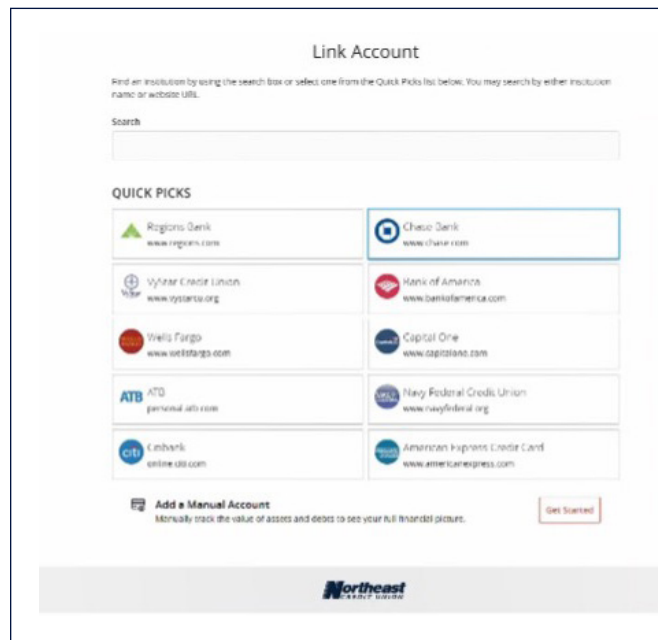 Link Account
Find an institution by using the search box or select one from the Quick Picks list below. You may search by either institution
name or website URL.
Search
QUICK PICKS
Regions Bank
www.regions.com
Chase Bank
www.chase.com
VyStar Credit Union
www.vystarcu.org
Bank of America
www.bankofamerica.com
Wells Fargo
www.wellsfargo.com
Capital One
www.capitalone.com
ATB
ATB
personal.atb.com
Navy Federal Credit Union
www.navyfederal.org
citi
Citibank
online.citi.com
American Express Credit Card
www.americanexpress.com
Add a Manual Account
Manually track the value of assets and debts to see your full financial picture.
Get Started
Northeast
CREDIT UNION